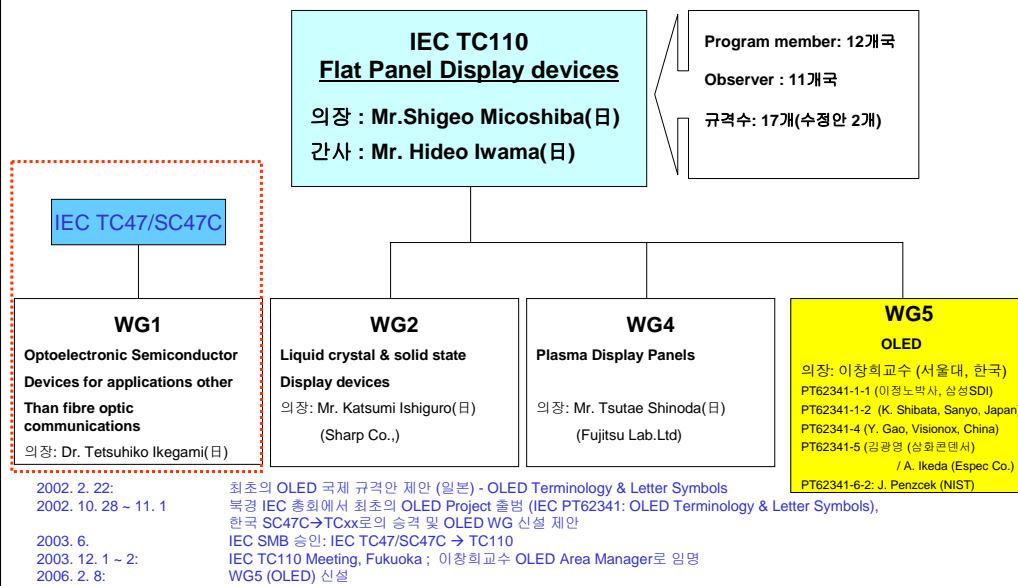 IEC TC110
Flat Panel Display devices
의장 : Mr.Shigeo Micoshiba(日)
간사 : Mr. Hideo Iwama(日)
Program member: 12개국
Observer : 11개국
규격수: 17개(수정안 2개)
IEC TC47/SC47C
WG1
Optoelectronic Semiconductor
Devices for applications other
Than fibre optic
communications
의장: Dr. Tetsuhiko Ikegami(日)
WG2
Liquid crystal & solid state
Display devices
의장: Mr. Katsumi Ishiguro(日)
(Sharp Co.,)
WG4
Plasma Display Panels
의장: Mr. Tsutae Shinoda(日)
(Fujitsu Lab.Ltd)
WG5
OLED
의장: 이창희교수 (서울대, 한국)
PT62341-1-1 (이정노박사, 삼성SDI)
PT62341-1-2 (K. Shibata, Sanyo, Japan)
PT62341-4 (Y. Gao, Visionox, China)
PT62341-5 (김광영 (삼화콘덴서)
/ A. Ikeda (Espec Co.)
PT62341-6-2: J. Penzcek (NIST)
2002. 2. 22: 최초의 OLED 국제 규격안 제안 (일본) - OLED Terminology & Letter Symbols
2002. 10. 28 ~ 11. 1 북경 IEC 총회에서 최초의 OLED Project 출범 (IEC PT62341: OLED Terminology & Letter Symbols),
한국 SC47C→TCxx로의 승격 및 OLED WG 신설 제안
2003. 6. IEC SMB 승인: IEC TC47/SC47C → TC110
2003. 12. 1 ~ 2: IEC TC110 Meeting, Fukuoka ; 이창희교수 OLED Area Manager로 임명
2006. 2. 8: WG5 (OLED) 신설